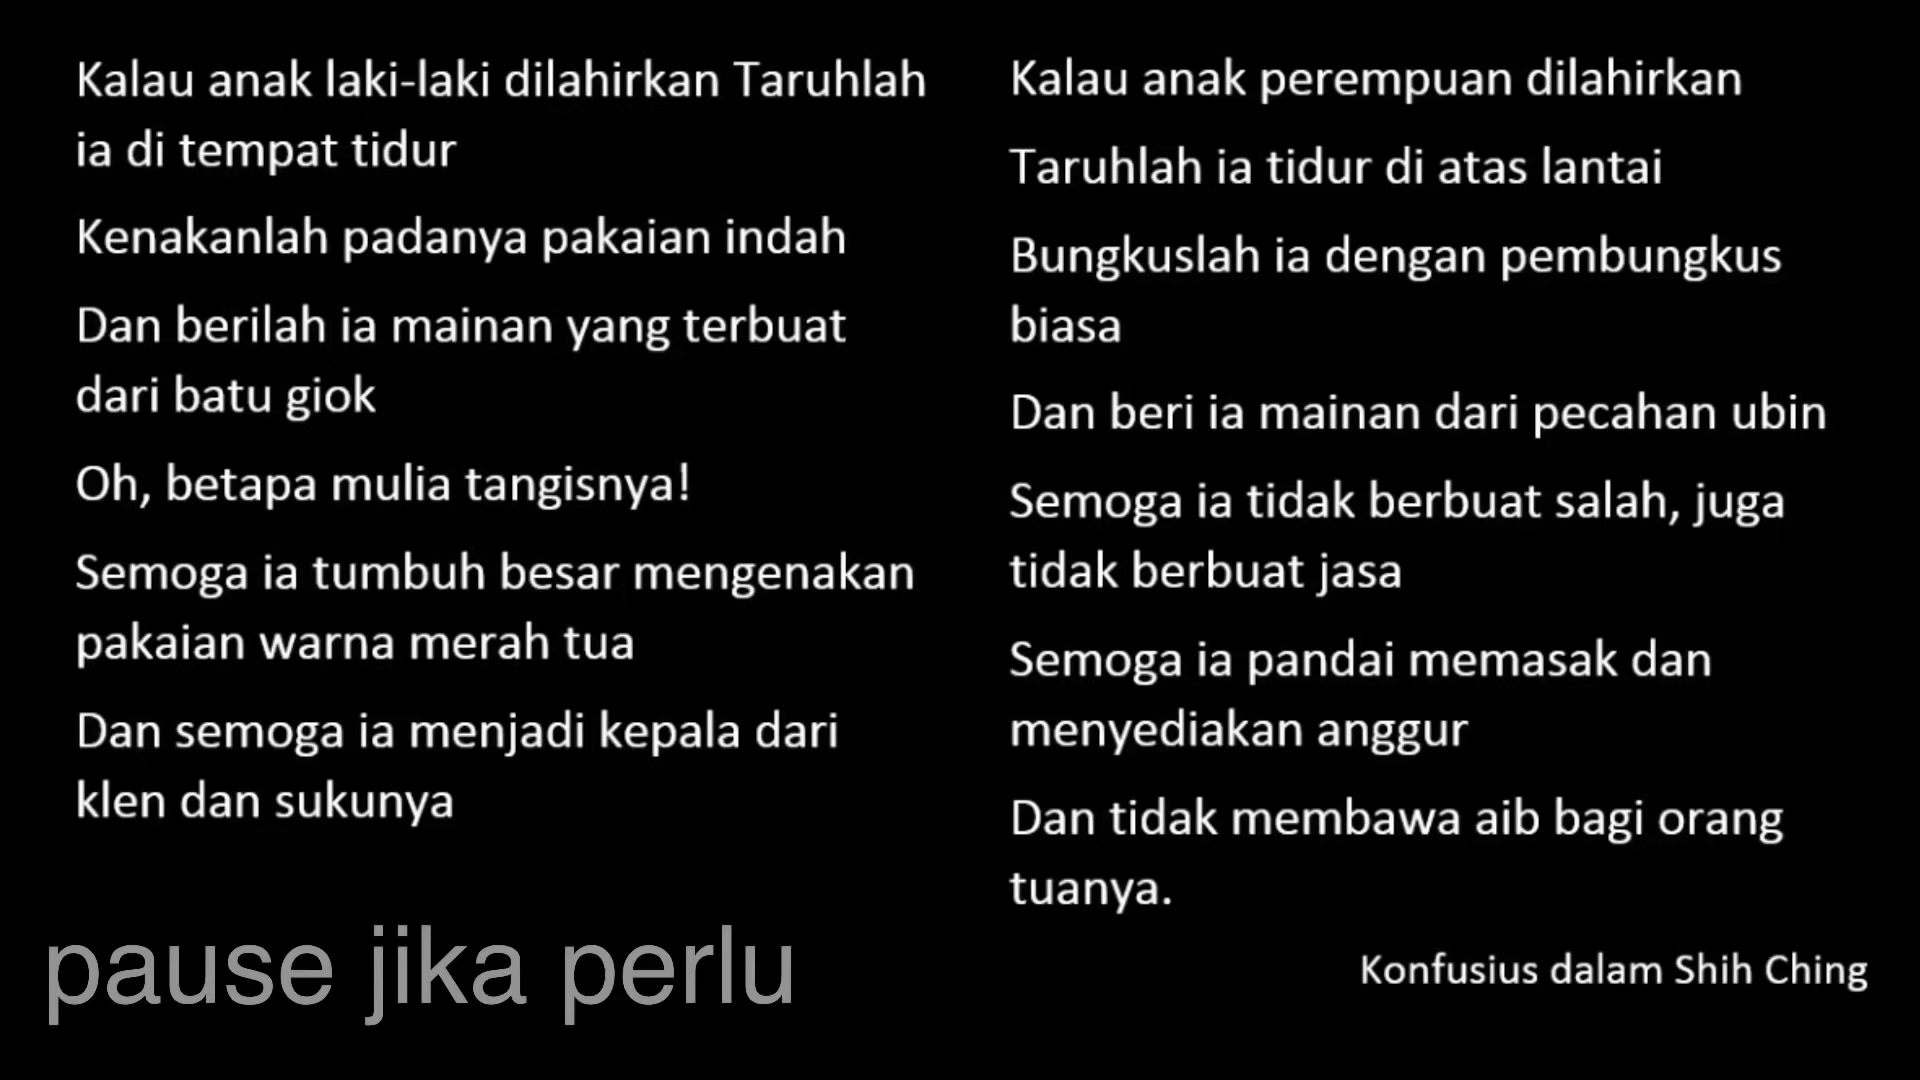 Kalau anak laki-laki dilahirkan Taruhlah
ia di tempat tidur
Kenakanlah padanya pakaian indah
Dan berilah ia mainan yang terbuat
dari batu giok
Oh, betapa mulia tangisnya!
Semoga ia tumbuh besar mengenakan
pakaian warna merah tua
Dan semoga ia menjadi kepala dari
klen dan sukunya
Kalau anak perempuan dilahirkan
Taruhlah ia tidur di atas lantai
Bungkuslah ia dengan pembungkus
biasa
Dan beri ia mainan dari pecahan ubin
Semoga ia tidak berbuat salah, juga
tidak berbuat jasa
Semoga ia pandai memasak dan
menyediakan anggur
Dan tidak membawa aib bagi orang
tuanya.
Konfusius dalam Shih Ching
pause jika perlu